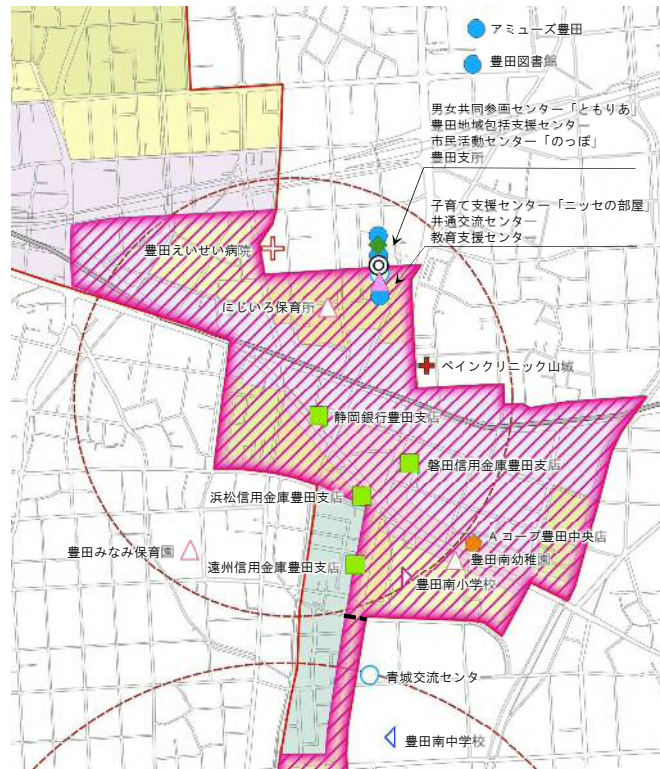 アミューズ豊田
豊田図書館
男女共同参画センター「ともりあ」
豊田地域包括支援センター
市民活動センター「のっぽ」
豊田支所
子育て支援センター「ニッセの部屋」
井通交流センター
教育支援センター
豊田えいせい病院
にじいろ保育所
ペインクリニック山城
静岡銀行豊田支店
磐田信用金庫豊田支店
浜松信用金庫豊田支店
Aコープ豊田中央店
豊田みなみ保育園
豊田南幼稚園
遠州信用金庫豊田支店
豊田南小学校
青城交流センタ
豊田南中学校